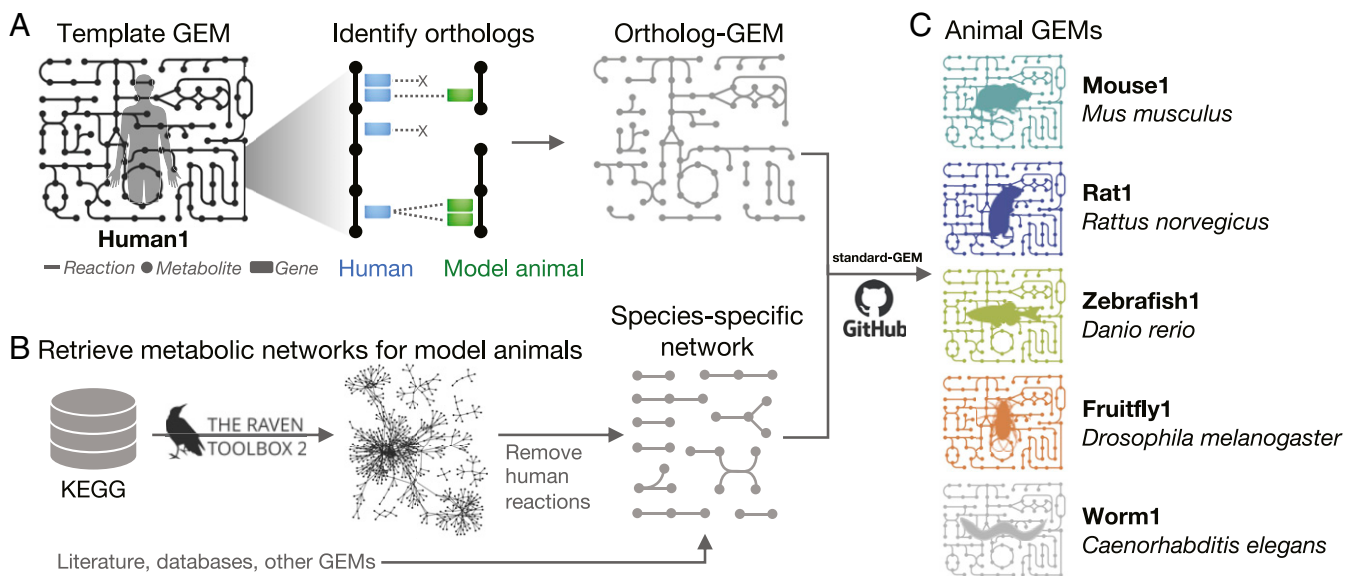 A
Template GEM
Human1
Reaction Metabolite Gene
Identify orthologs
X
X
Human Model animal
Ortholog-GEM
B Retrieve metabolic networks for model animals
KEGG
THE RAVEN
TOOLBOX 2
Remove
human
reactions
Species-specific
network
Literature, databases, other GEMs
standard-GEM
GitHub
C Animal GEMs
Mouse1
Mus musculus
Rat1
Rattus norvegicus
Zebrafish1
Danio rerio
Fruitfly1
Drosophila melanogaster
Worm1
Caenorhabditis elegans